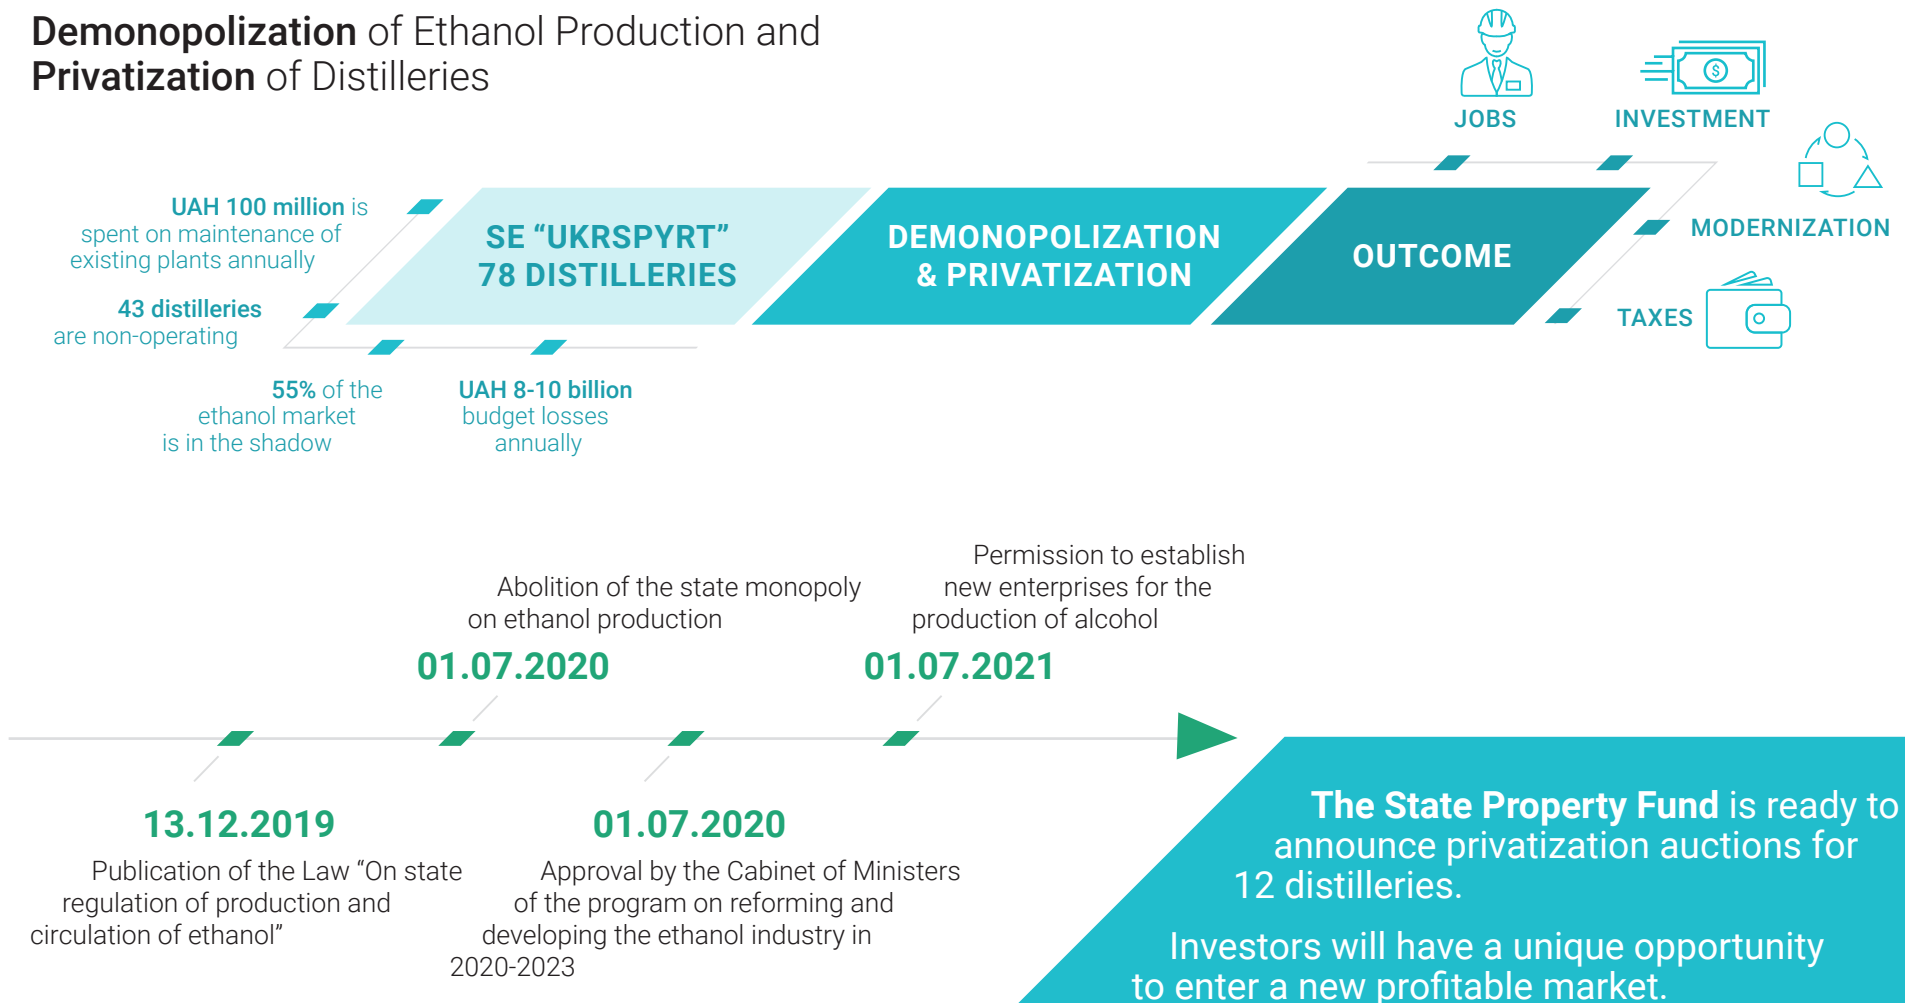 Demonopolization of Ethanol Production and
Privatization of Distilleries
JOBS
INVESTMENT
MODERNIZATION
TAXES
UAH 100 million is
spent on maintenance of
existing plants annually
43 distilleries
are non-operating
55% of the
ethanol market
is in the shadow
UAH 8-10 billion
budget losses
annually
SE “UKRSPYRT”
78 DISTILLERIES
DEMONOPOLIZATION
& PRIVATIZATION
OUTCOME
$
13.12.2019
Publication of the Law “On state
regulation of production and
circulation of ethanol”
Abolition of the state monopoly
on ethanol production
01.07.2020
01.07.2020
Approval by the Cabinet of Ministers
of the program on reforming and
developing the ethanol industry in
2020-2023
Permission to establish
new enterprises for the
production of alcohol
01.07.2021
The State Property Fund is ready to
announce privatization auctions for
12 distilleries.
Investors will have a unique opportunity
to enter a new profitable market.